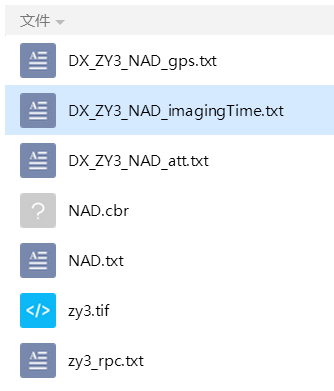 文件
DX_ZY3_NAD_gps.txt
DX_ZY3_NAD_imagingTime.txt
DX_ZY3_NAD_att.txt
NAD.cbr
NAD.txt
zy3.tif
zy3_rpc.txt